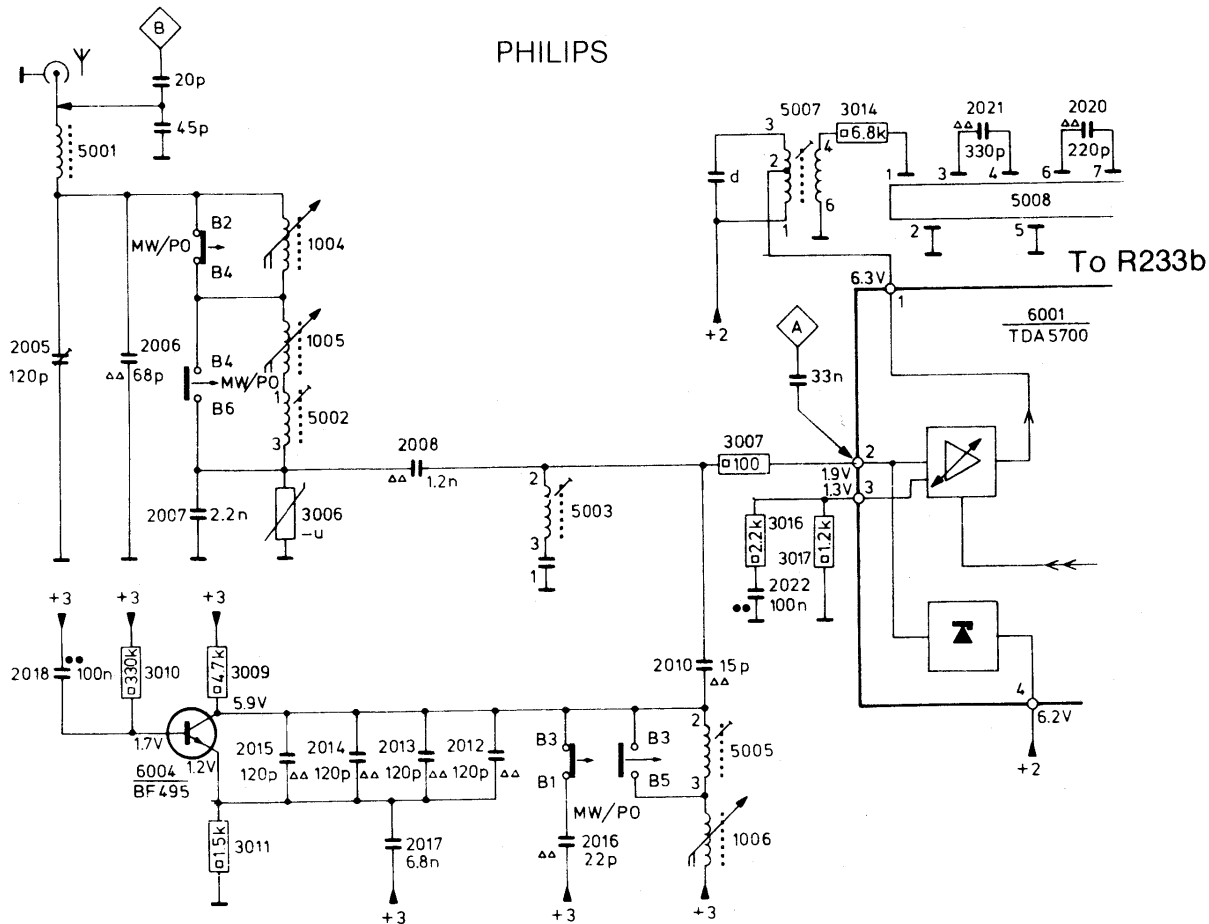 PHILIPS
B
20p
45p
5001
B2
MW/PO
B4
1004
1005
2005
120p
2006
△△ 68p
B4
MW/PO
B6
1
5002
3
2008
△△ 1.2n
2007
2.2n
3006
-u
2
5003
3
1
5007
3014
6.8k
3
2
1
4
6
d
+2
2021
△△
330p
2020
△△
220p
1
3
4
6
7
5008
2
5
To R233b
6.3V
1
6001
TDA5700
A
33n
3007
100
2
1.9V
1.3V
3
3016
2.2k
3017
1.2k
2022
100n
4
6.2V
+2
+3
+3
+3
2018
100n
330k
3010
4.7k
3009
5.9V
1.7V
1.2V
6004
BF495
1.5k
3011
2015
120p △△
2014
120p △△
2013
120p △△
2012
120p △△
2017
6.8n
+3
2010
15p
△△
B3
B1
B3
B5
MW/PO
2016
△△
22p
+3
2
5005
3
1006
+3